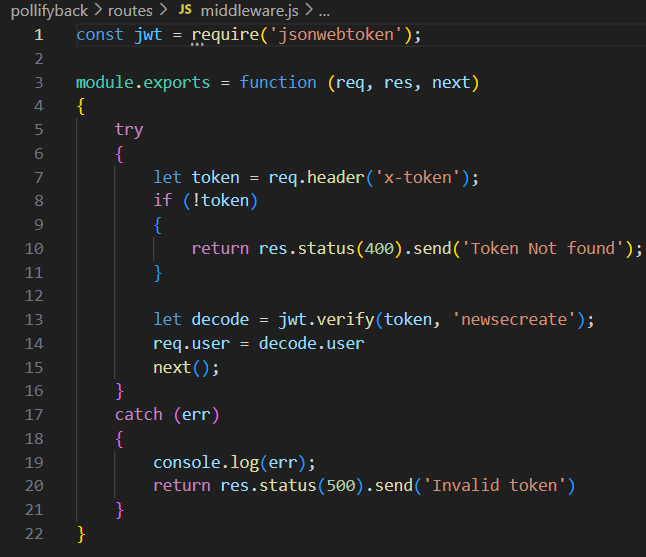 pollifyback > routes > JS middleware.js > ...
1 const jwt = require('jsonwebtoken');
2
3 module.exports = function (req, res, next)
4 {
5     try
6     {
7         let token = req.header('x-token');
8         if (!token)
9         {
10             return res.status(400).send('Token Not found');
11         }
12
13         let decode = jwt.verify(token, 'newsecreate');
14         req.user = decode.user
15         next();
16     }
17     catch (err)
18     {
19         console.log(err);
20         return res.status(500).send('Invalid token')
21     }
22 }